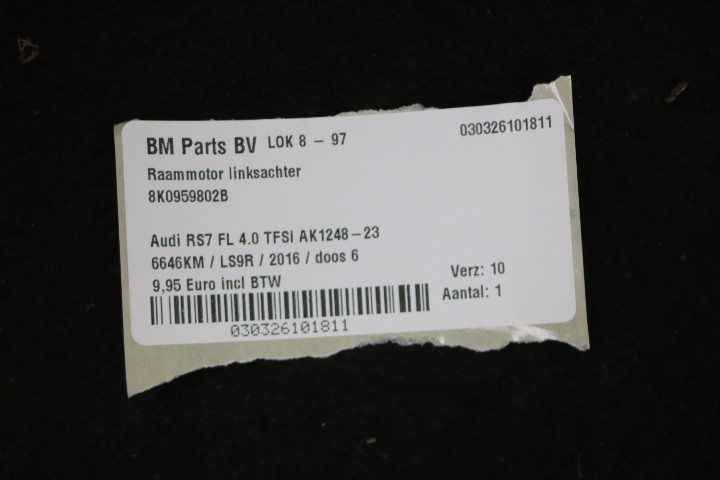 BM Parts BV LOK 8 - 97 030326101811
Raammotor linksachter
8K0959802B
Audi RS7 FL 4.0 TFSI AK1248-23
6646KM / LS9R / 2016 / doos 6
9,95 Euro incl BTW Verz: 10
Aantal: 1
030326101811